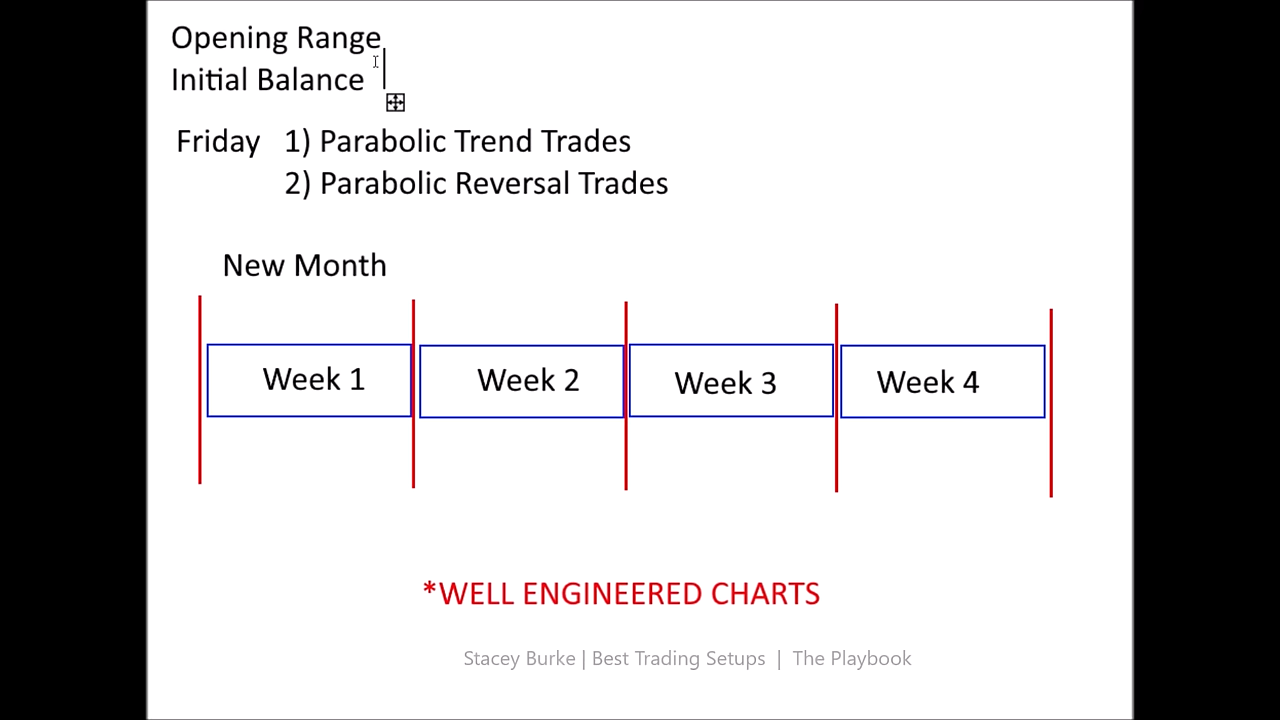 Opening Range
Initial Balance
Friday 1) Parabolic Trend Trades
2) Parabolic Reversal Trades
New Month
Week 1 Week 2 Week 3 Week 4
*WELL ENGINEERED CHARTS
Stacey Burke | Best Trading Setups | The Playbook